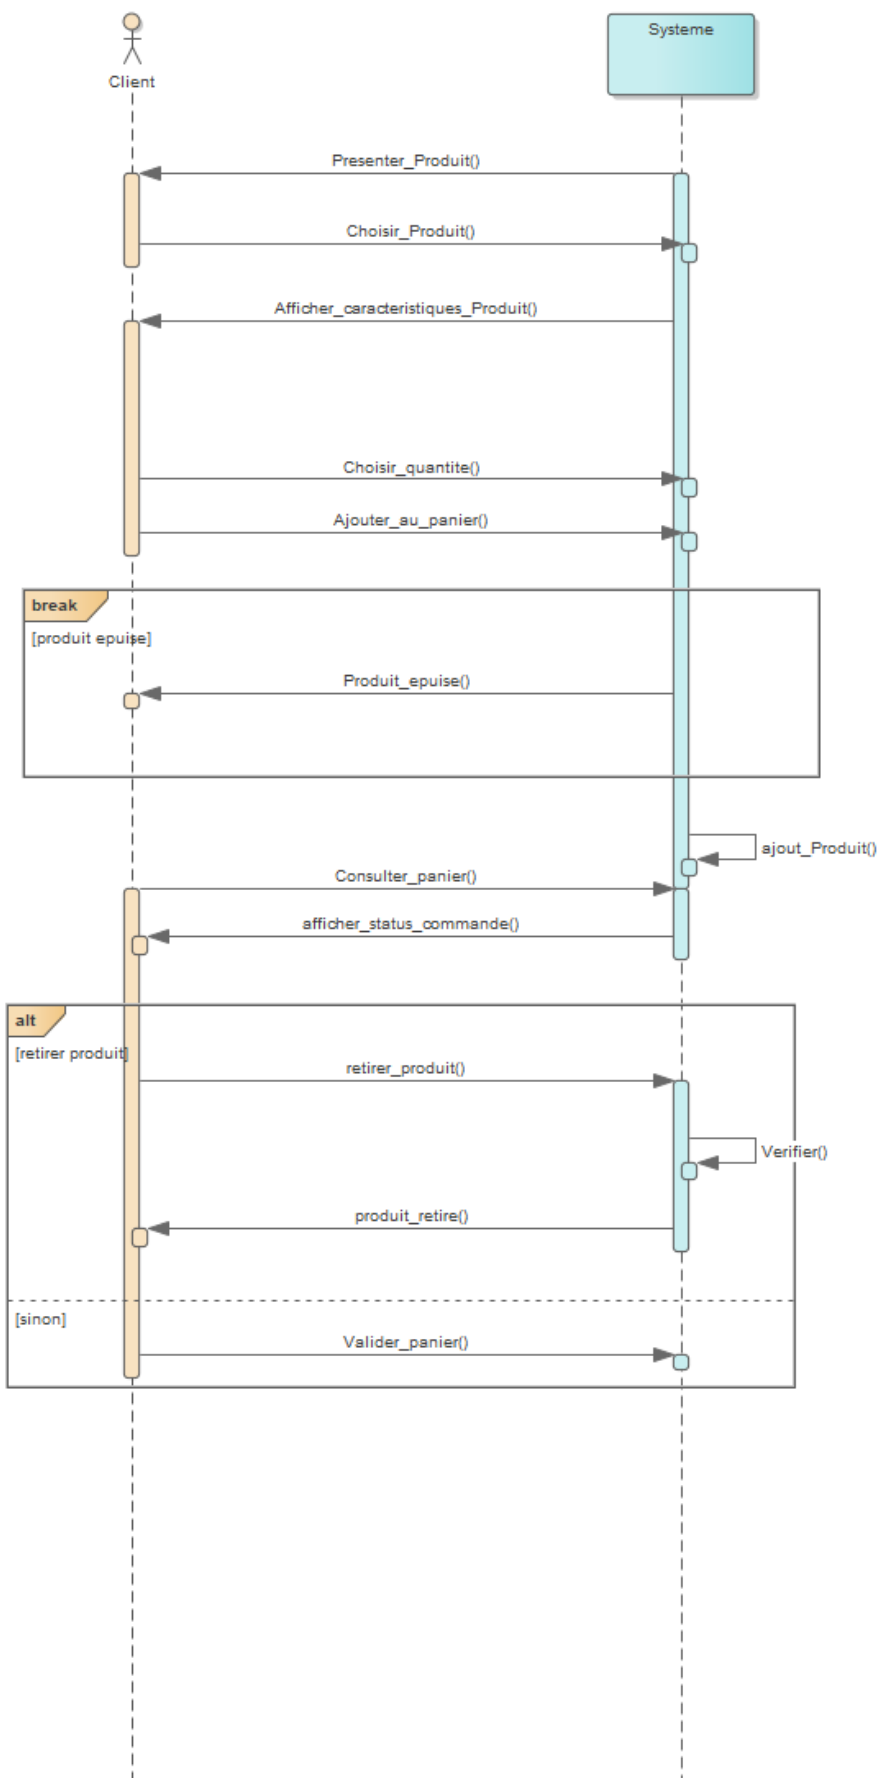 Client
Systeme
Presenter_Produit()
Choisir_Produit()
Afficher_caracteristiques_Produit()
Choisir_quantite()
Ajouter_au_panier()
break
[produit epuise]
Produit_epuise()
ajout_Produit()
Consulter_panier()
afficher_status_commande()
alt
[retirer produit]
retirer_produit()
Verifier()
produit_retire()
[sinon]
Valider_panier()